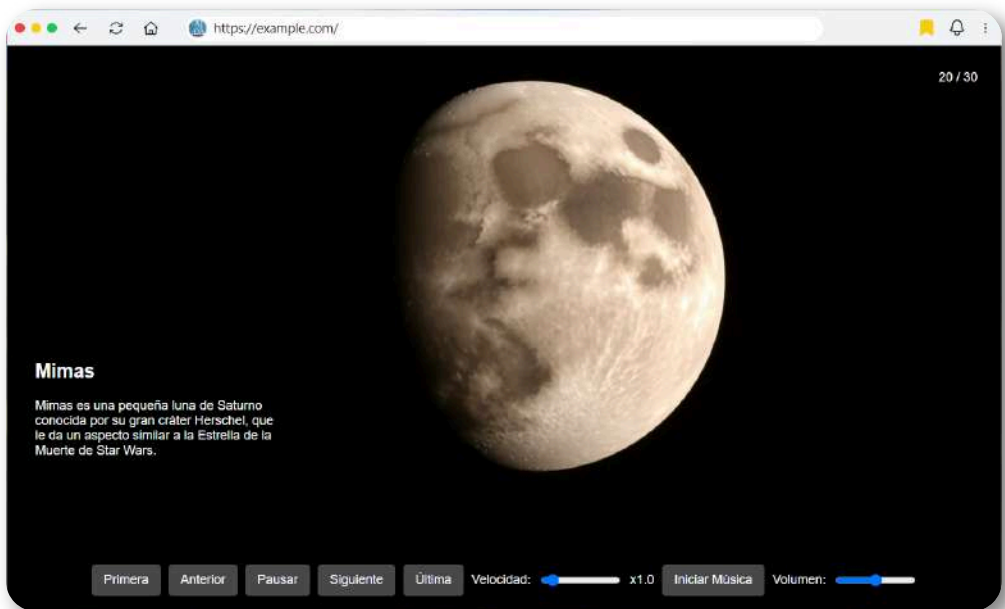 https://example.com/
20 / 30
Mimas
Mimas es una pequeña luna de Saturno
conocida por su gran cráter Herschel, que
le da un aspecto similar a la Estrella de la
Muerte de Star Wars.
Primera Anterior Pausar Siguiente Última Velocidad: x1.0 Iniciar Música Volumen: